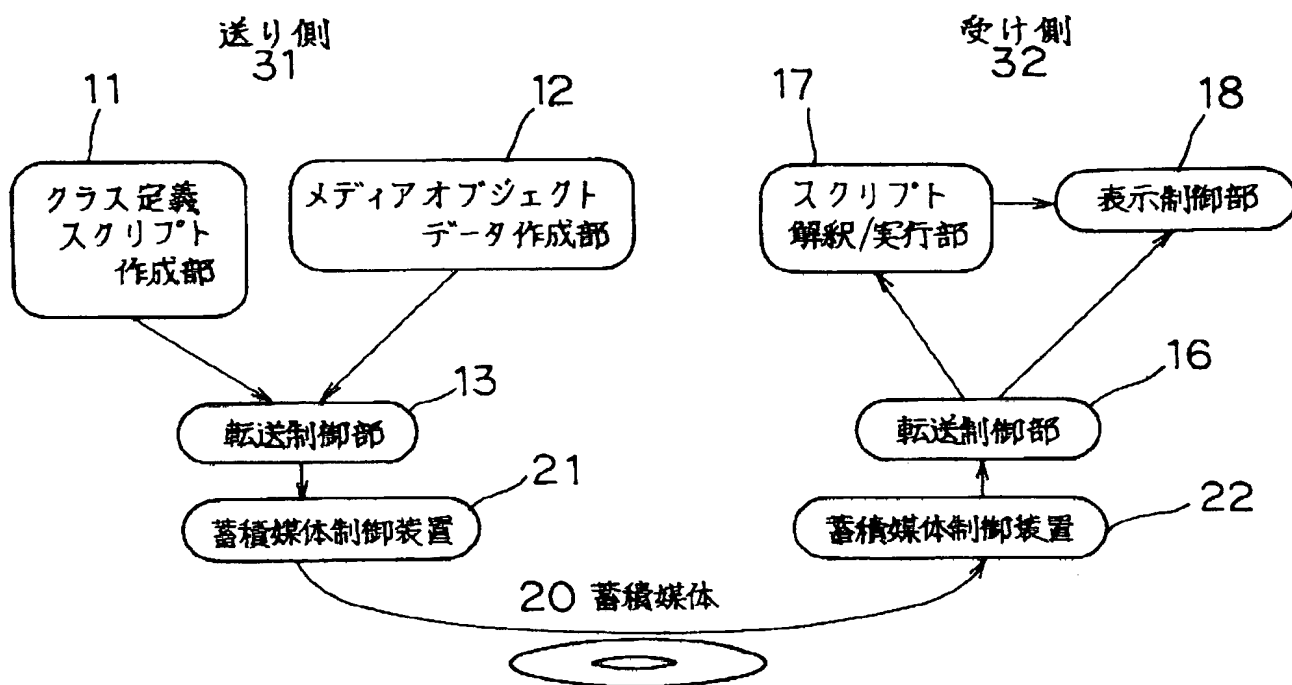 送り側
31
受け側
32
11
12
17
18
クラス定義
スクリプト
作成部
メディアオブジェクト
データ作成部
スクリプト
解釈/実行部
表示制御部
13
16
転送制御部
転送制御部
21
22
蓄積媒体制御装置
蓄積媒体制御装置
20 蓄積媒体